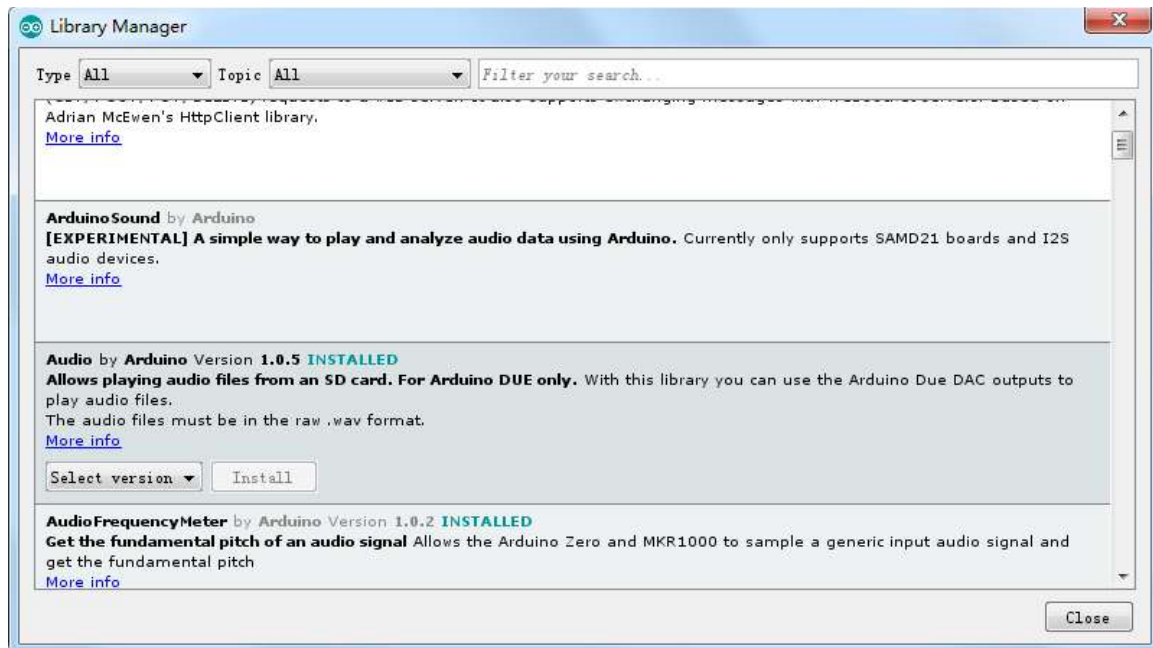 Library Manager
Type All Topic All Filter your search...
Adrian McEwen's HttpClient library.
More info
ArduinoSound by Arduino
[EXPERIMENTAL] A simple way to play and analyze audio data using Arduino. Currently only supports SAMD21 boards and I2S
audio devices.
More info
Audio by Arduino Version 1.0.5 INSTALLED
Allows playing audio files from an SD card. For Arduino DUE only. With this library you can use the Arduino Due DAC outputs to
play audio files.
The audio files must be in the raw .wav format.
More info
Select version Install
AudioFrequencyMeter by Arduino Version 1.0.2 INSTALLED
Get the fundamental pitch of an audio signal Allows the Arduino Zero and MKR1000 to sample a generic input audio signal and
get the fundamental pitch
More info
Close